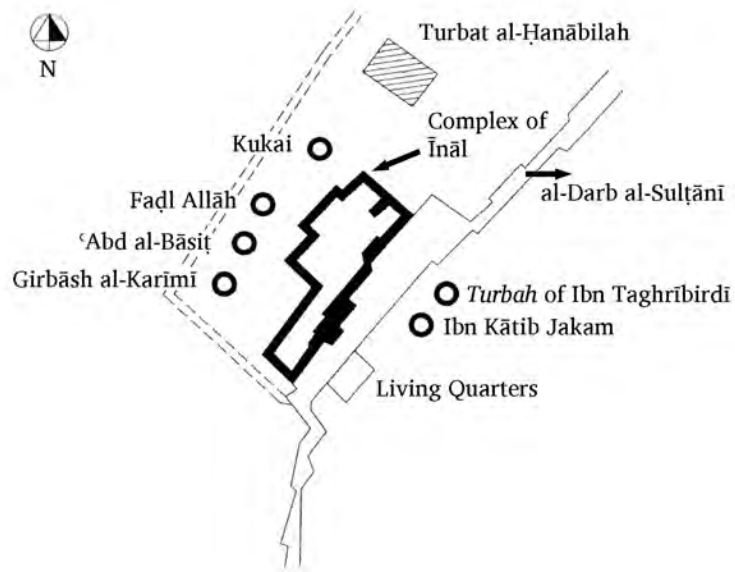 N
Turbat al-Ḥanābilah
Complex of
Īnāl
Kukai
al-Darb al-Sulṭānī
Faḍl Allāh
ʿAbd al-Bāsiṭ
Girbāsh al-Karīmī
Turbah of Ibn Taghrībirdī
Ibn Kātib Jakam
Living Quarters